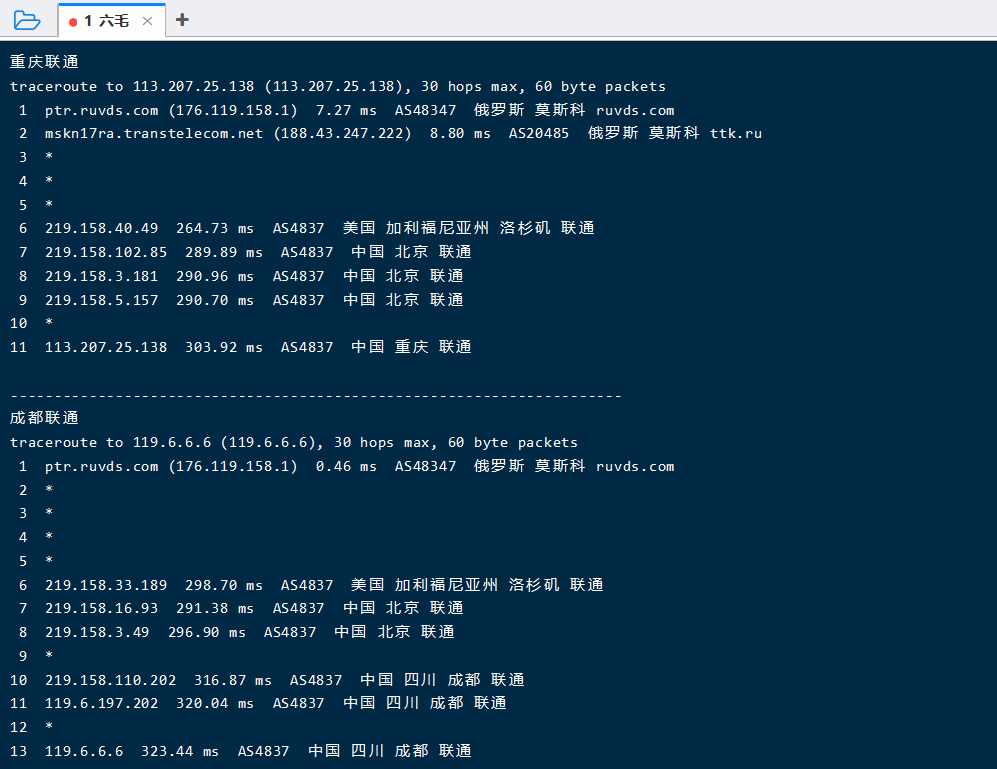 1 六毛 × +
重庆联通
traceroute to 113.207.25.138 (113.207.25.138), 30 hops max, 60 byte packets
1 ptr.ruvds.com (176.119.158.1) 7.27 ms AS48347 俄罗斯 莫斯科 ruvds.com
2 mskn17ra.transtelecom.net (188.43.247.222) 8.80 ms AS20485 俄罗斯 莫斯科 ttk.ru
3 *
4 *
5 *
6 219.158.40.49 264.73 ms AS4837 美国 加利福尼亚州 洛杉矶 联通
7 219.158.102.85 289.89 ms AS4837 中国 北京 联通
8 219.158.3.181 290.96 ms AS4837 中国 北京 联通
9 219.158.5.157 290.70 ms AS4837 中国 北京 联通
10 *
11 113.207.25.138 303.92 ms AS4837 中国 重庆 联通
----------------------------------------------------------------------
成都联通
traceroute to 119.6.6.6 (119.6.6.6), 30 hops max, 60 byte packets
1 ptr.ruvds.com (176.119.158.1) 0.46 ms AS48347 俄罗斯 莫斯科 ruvds.com
2 *
3 *
4 *
5 *
6 219.158.33.189 298.70 ms AS4837 美国 加利福尼亚州 洛杉矶 联通
7 219.158.16.93 291.38 ms AS4837 中国 北京 联通
8 219.158.3.49 296.90 ms AS4837 中国 北京 联通
9 *
10 219.158.110.202 316.87 ms AS4837 中国 四川 成都 联通
11 119.6.197.202 320.04 ms AS4837 中国 四川 成都 联通
12 *
13 119.6.6.6 323.44 ms AS4837 中国 四川 成都 联通